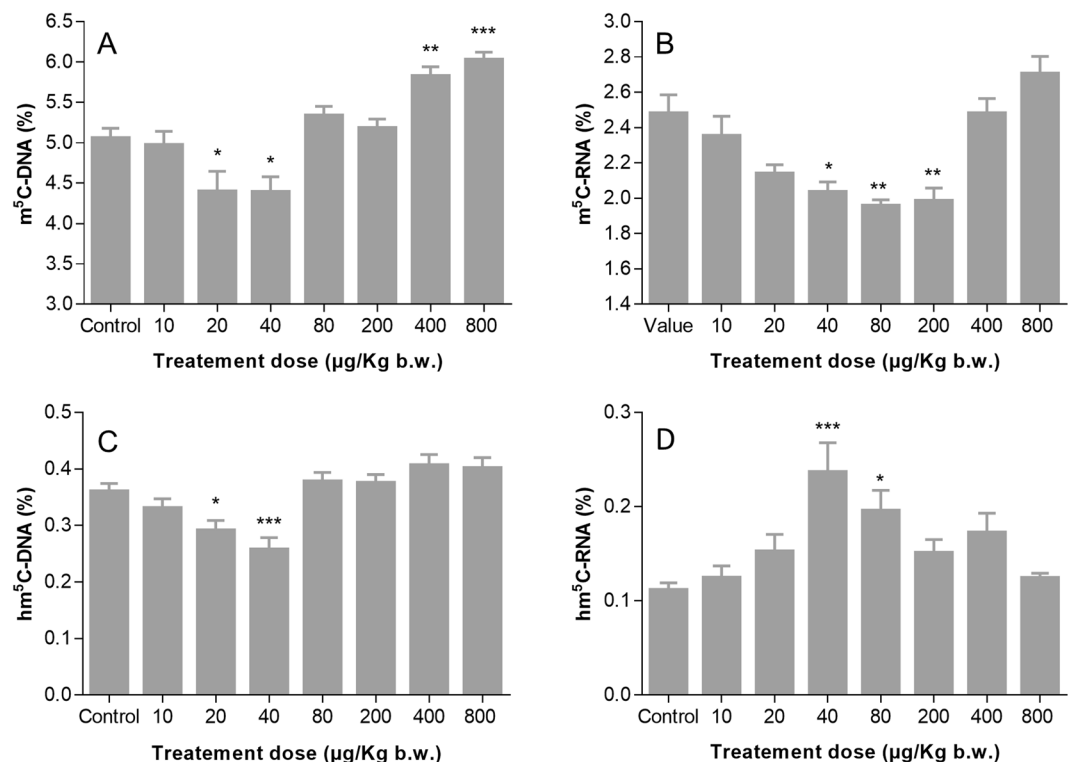 A
m⁵C-DNA (%)
6.5
6.0
5.5
5.0
4.5
4.0
3.5
3.0
* * ** ***
Control 10 20 40 80 200 400 800
Treatement dose (µg/Kg b.w.)
B
m⁵C-RNA (%)
3.0
2.8
2.6
2.4
2.2
2.0
1.8
1.6
1.4
* ** **
Value 10 20 40 80 200 400 800
Treatement dose (µg/Kg b.w.)
C
hm⁵C-DNA (%)
0.5
0.4
0.3
0.2
0.1
0.0
* ***
Control 10 20 40 80 200 400 800
Treatement dose (µg/Kg b.w.)
D
hm⁵C-RNA (%)
0.3
0.2
0.1
0.0
*** *
Control 10 20 40 80 200 400 800
Treatement dose (µg/Kg b.w.)